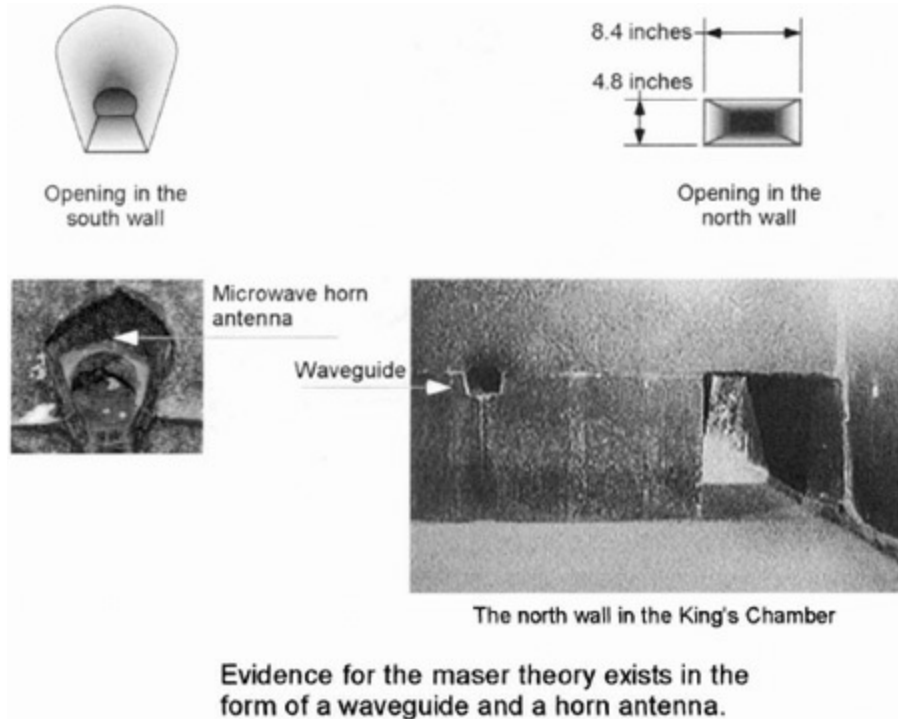 8.4 inches
4.8 inches
Opening in the
south wall
Opening in the
north wall
Microwave horn
antenna
Waveguide
The north wall in the King's Chamber
Evidence for the maser theory exists in the
form of a waveguide and a horn antenna.